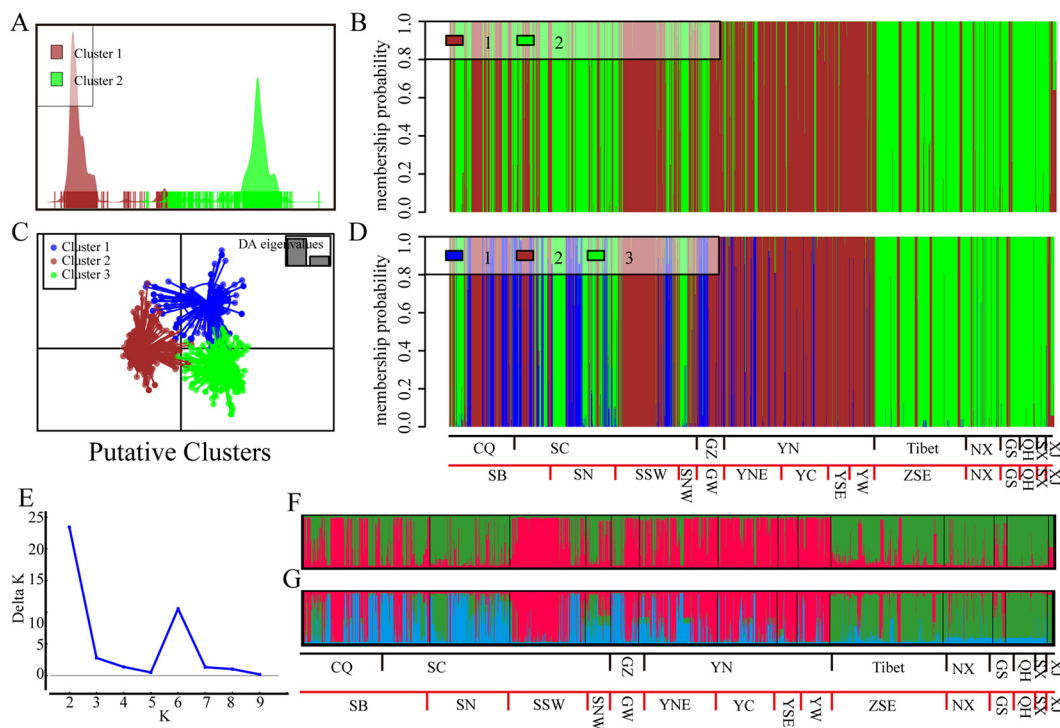 A
Cluster 1
Cluster 2
B
membership probability
0.0 0.2 0.4 0.6 0.8 1.0
1 2
C
Cluster 1
Cluster 2
Cluster 3
DA eigenvalues
Putative Clusters
D
membership probability
0.0 0.2 0.4 0.6 0.8 1.0
1 2 3
CQ SC GZ YN Tibet NX GS QH SX XJ
SB SN SSW SNW GW YNE YC YSE YW ZSE NX GS QH SX XJ
E
Delta K
25
20
15
10
5
0
2 3 4 5 6 7 8 9
K
F
G
CQ SC GZ YN Tibet NX GS QH SX XJ
SB SN SSW SNW GW YNE YC YSE YW ZSE NX GS QH SX XJ